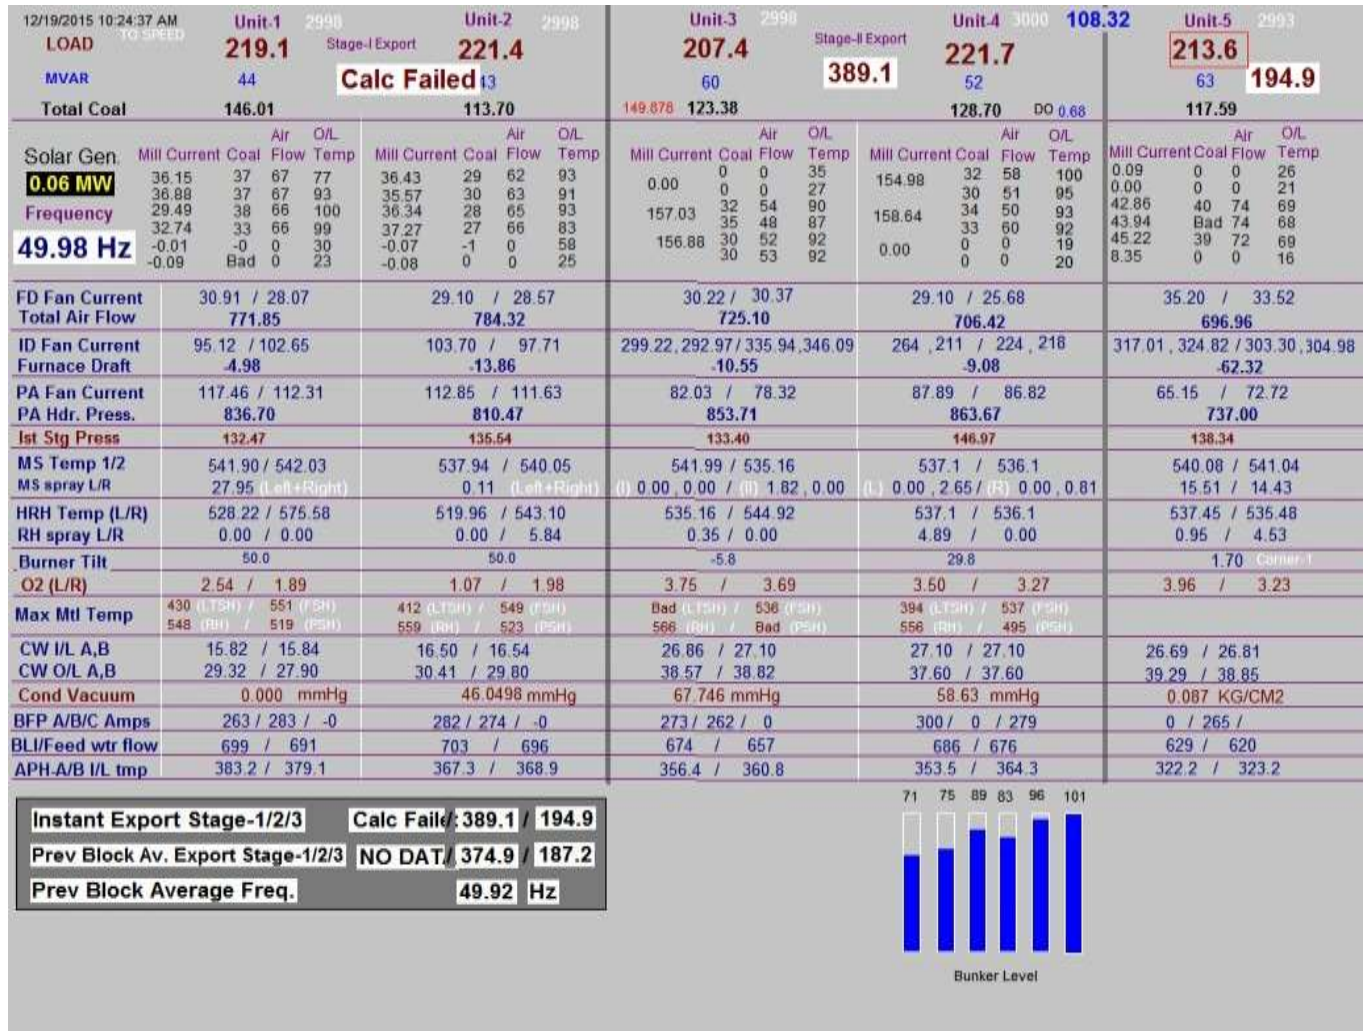 12/19/2015 10:24:37 AM Unit-1 2998 Unit-2 2998 Unit-3 2998 Unit-4 3000 108.32 Unit-5 2993
TO SPEED
LOAD 219.1 Stage-I Export 221.4 207.4 Stage-II Export 221.7 213.6
MVAR 44 Calc Failed 43 60 389.1 52 63 194.9
Total Coal 146.01 113.70 149.878 123.38 128.70 DO 0.68 117.59
Air O/L Air O/L Air O/L Air O/L Air O/L
Solar Gen. Mill Current Coal Flow Temp Mill Current Coal Flow Temp Mill Current Coal Flow Temp Mill Current Coal Flow Temp Mill Current Coal Flow Temp
0.06 MW
Frequency
49.98 Hz
36.15 37 67 77
36.88 37 67 93
29.49 38 66 100
32.74 33 66 99
-0.01 -0 0 30
-0.09 Bad 0 23
36.43 29 62 93
35.57 30 63 91
36.34 28 65 93
37.27 27 66 83
-0.07 -1 0 58
-0.08 0 0 25
0.00 0 0 35
0 0 27
157.03 32 54 90
35 48 87
156.88 30 52 92
30 53 92
154.98 32 58 100
30 51 95
158.64 34 50 93
33 60 92
0.00 0 0 19
0 0 20
0.09 0 0 26
0.00 0 0 21
42.86 40 74 69
43.94 Bad 74 68
45.22 39 72 69
8.35 0 0 16
FD Fan Current 30.91 / 28.07 29.10 / 28.57 30.22 / 30.37 29.10 / 25.68 35.20 / 33.52
Total Air Flow 771.85 784.32 725.10 706.42 696.96
ID Fan Current 95.12 / 102.65 103.70 / 97.71 299.22,292.97 / 335.94,346.09 264 ,211 / 224 , 218 317.01 , 324.82 / 303.30,304.98
Furnace Draft -4.98 -13.86 -10.55 -9.08 -62.32
PA Fan Current 117.46 / 112.31 112.85 / 111.63 82.03 / 78.32 87.89 / 86.82 65.15 / 72.72
PA Hdr. Press. 836.70 810.47 853.71 863.67 737.00
Ist Stg Press 132.47 135.54 133.40 146.97 138.34
MS Temp 1/2 541.90 / 542.03 537.94 / 540.05 541.99 / 535.16 537.1 / 536.1 540.08 / 541.04
MS spray L/R 27.95 (Left+Right) 0.11 (Left+Right) (I) 0.00 , 0.00 / (II) 1.82 , 0.00 (L) 0.00 , 2.65 / (R) 0.00 , 0.81 15.51 / 14.43
HRH Temp (L/R) 528.22 / 575.58 519.96 / 543.10 535.16 / 544.92 537.1 / 536.1 537.45 / 535.48
RH spray L/R 0.00 / 0.00 0.00 / 5.84 0.35 / 0.00 4.89 / 0.00 0.95 / 4.53
Burner Tilt 50.0 50.0 -5.8 29.8 1.70 Corner-1
O2 (L/R) 2.54 / 1.89 1.07 / 1.98 3.75 / 3.69 3.50 / 3.27 3.96 / 3.23
Max Mtl Temp
430 (LTSH) / 551 (FSH) 412 (LTSH) / 549 (FSH) Bad (LTSH) / 536 (FSH) 394 (LTSH) / 537 (FSH)
548 (RH) / 519 (PSH) 559 (RH) / 523 (PSH) 566 (RH) / Bad (PSH) 556 (RH) / 495 (PSH)
CW I/L A,B 15.82 / 15.84 16.50 / 16.54 26.86 / 27.10 27.10 / 27.10 26.69 / 26.81
CW O/L A,B 29.32 / 27.90 30.41 / 29.80 38.57 / 38.82 37.60 / 37.60 39.29 / 38.85
Cond Vacuum 0.000 mmHg 46.0498 mmHg 67.746 mmHg 58.63 mmHg 0.087 KG/CM2
BFP A/B/C Amps 263 / 283 / -0 282 / 274 / -0 273 / 262 / 0 300 / 0 / 279 0 / 265 /
BLI/Feed wtr flow 699 / 691 703 / 696 674 / 657 686 / 676 629 / 620
APH-A/B I/L tmp 383.2 / 379.1 367.3 / 368.9 356.4 / 360.8 353.5 / 364.3 322.2 / 323.2
71 75 89 83 96 101
Instant Export Stage-1/2/3 Calc Faile / 389.1 / 194.9
Prev Block Av. Export Stage-1/2/3 NO DAT / 374.9 / 187.2
Prev Block Average Freq. 49.92 Hz
Bunker Level